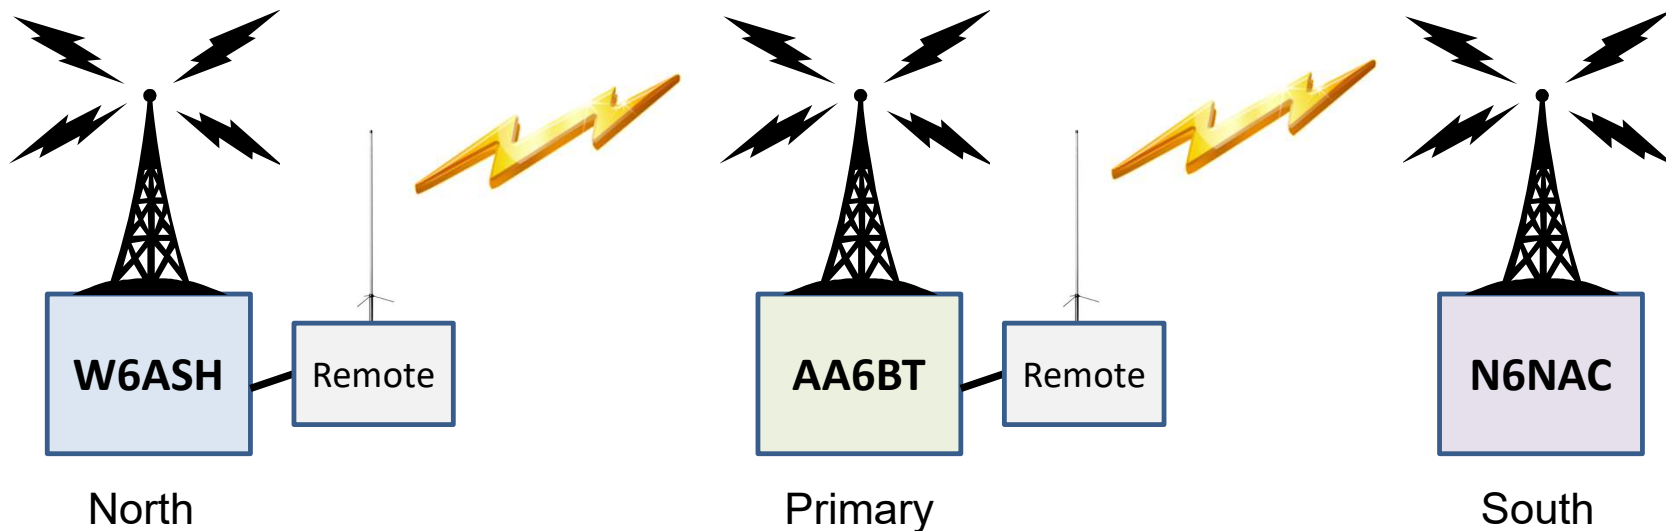 W6ASH
Remote
AA6BT
Remote
N6NAC
North
Primary
South